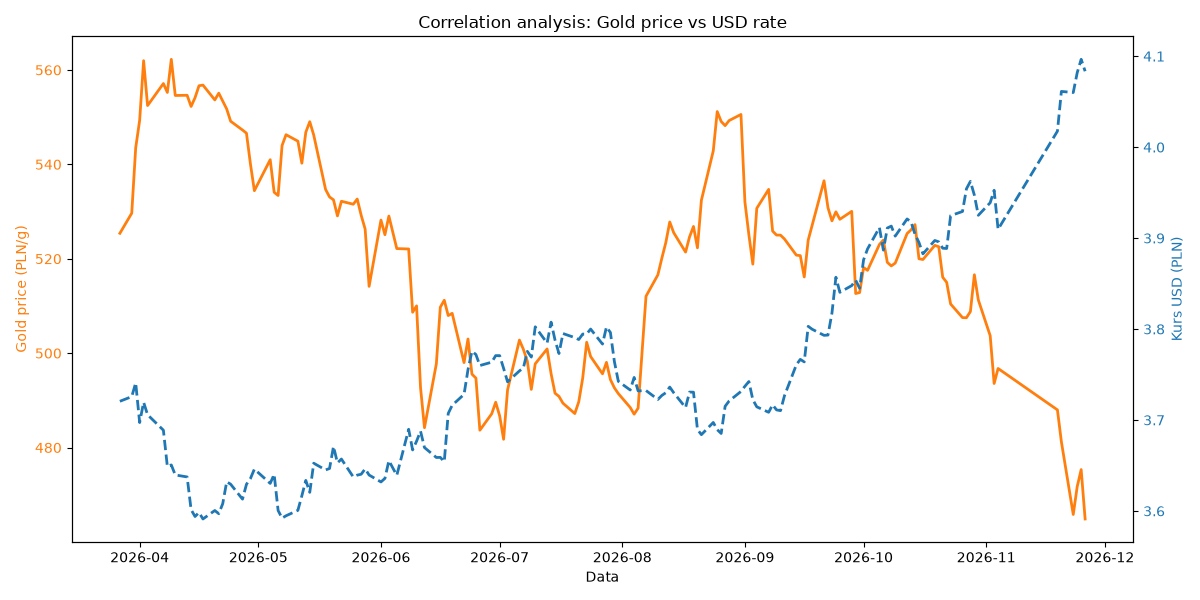 Correlation analysis: Gold price vs USD rate
Gold price (PLN/g)
560
540
520
500
480
4.1
4.0
3.9
3.8
3.7
3.6
Kurs USD (PLN)
2026-04 2026-05 2026-06 2026-07 2026-08 2026-09 2026-10 2026-11 2026-12
Data